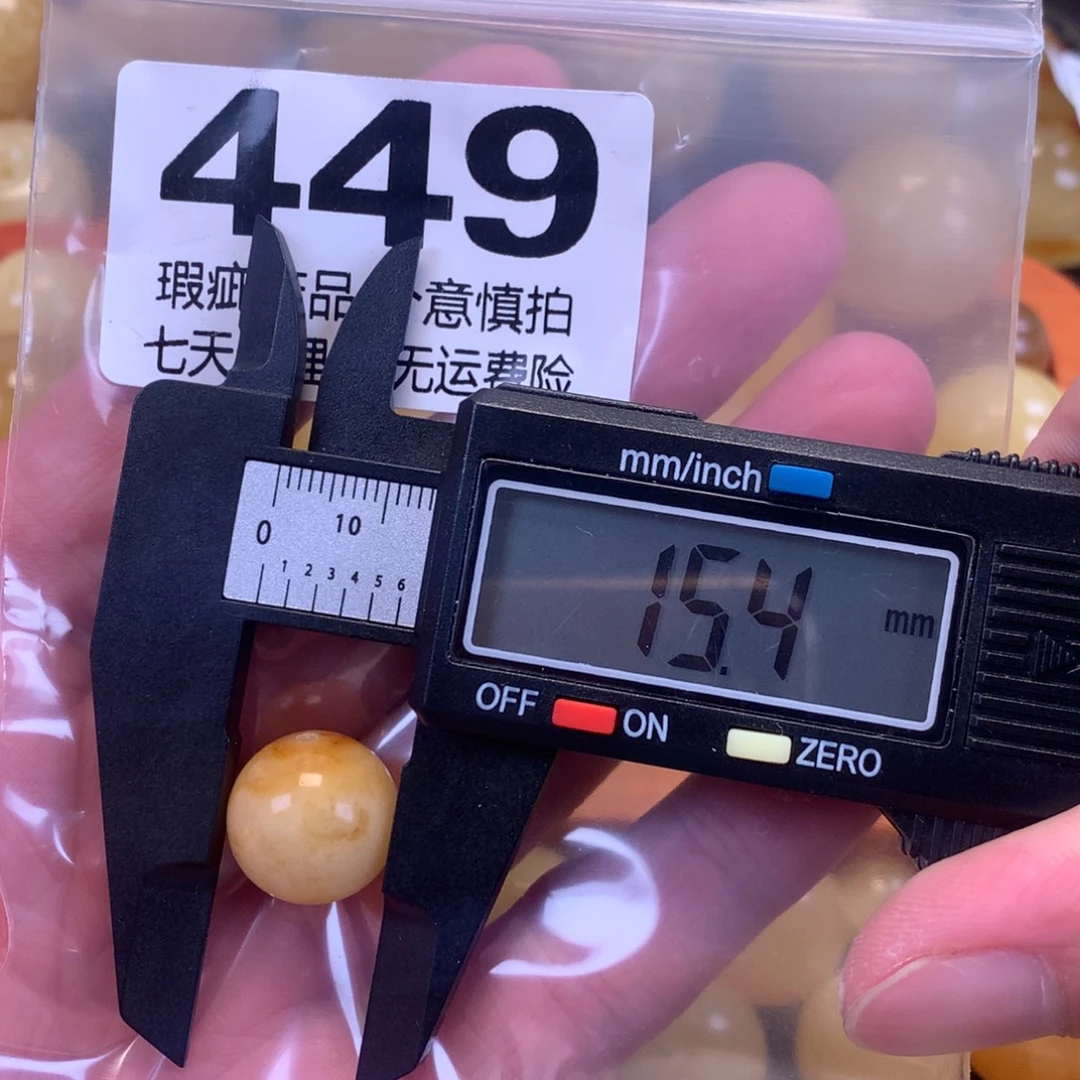 449
瑕疵 品 意慎拍
七天 理 无运费险
mm/inch
0 10
1 2 3 4 5 6
15.4 mm
OFF ON ZERO